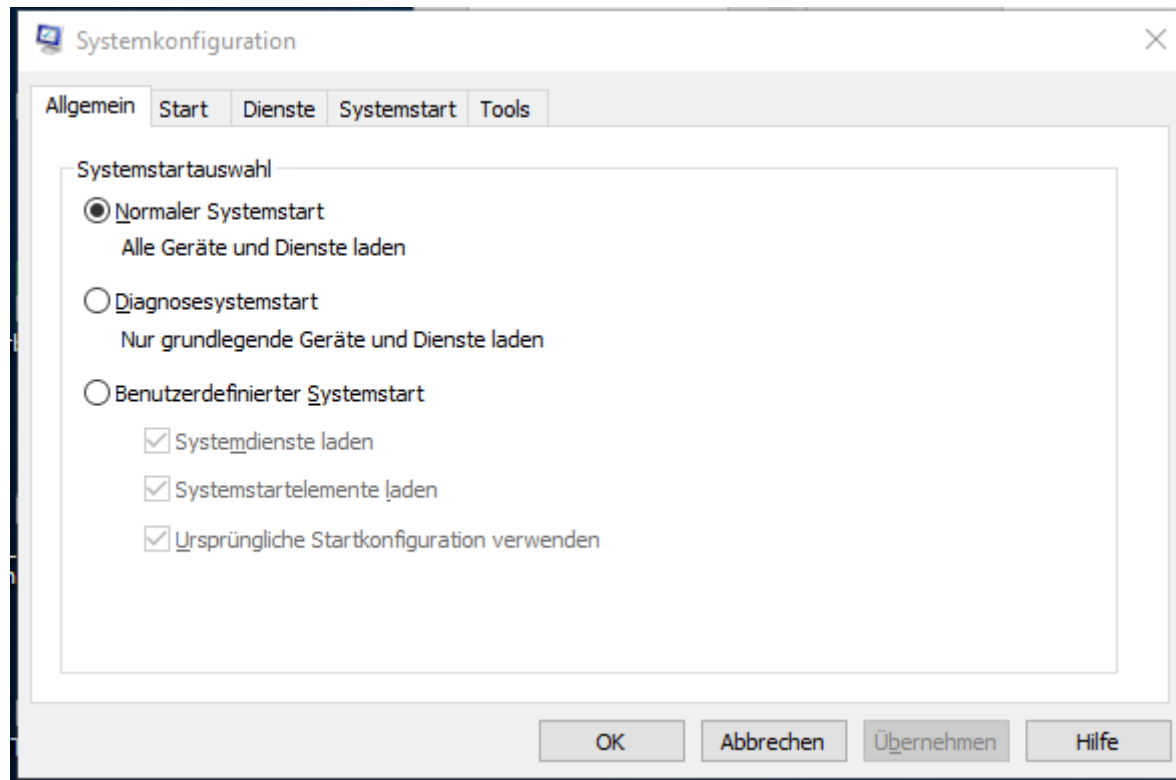 Systemkonfiguration
Allgemein Start Dienste Systemstart Tools
Systemstartauswahl
Normaler Systemstart
Alle Geräte und Dienste laden
Diagnosesystemstart
Nur grundlegende Geräte und Dienste laden
Benutzerdefinierter Systemstart
Systemdienste laden
Systemstartelemente laden
Ursprüngliche Startkonfiguration verwenden
OK Abbrechen Übernehmen Hilfe